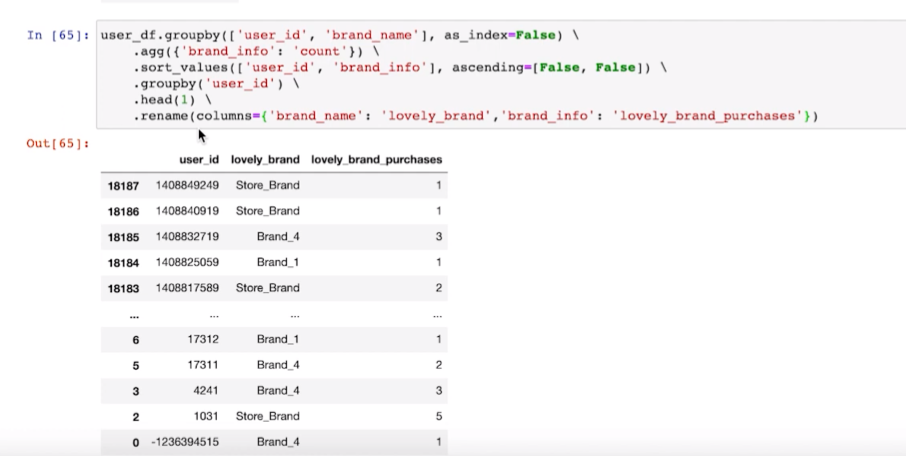 In [65]: user_df.groupby(['user_id', 'brand_name'], as_index=False) \
.agg({'brand_info': 'count'}) \
.sort_values(['user_id', 'brand_info'], ascending=[False, False]) \
.groupby('user_id') \
.head(1) \
.rename(columns={'brand_name': 'lovely_brand','brand_info': 'lovely_brand_purchases'})
Out[65]:
user_id lovely_brand lovely_brand_purchases
18187 1408849249 Store_Brand 1
18186 1408840919 Store_Brand 1
18185 1408832719 Brand_4 3
18184 1408825059 Brand_1 1
18183 1408817589 Store_Brand 2
... ... ... ...
6 17312 Brand_1 1
5 17311 Brand_4 2
3 4241 Brand_4 3
2 1031 Store_Brand 5
0 -1236394515 Brand_4 1